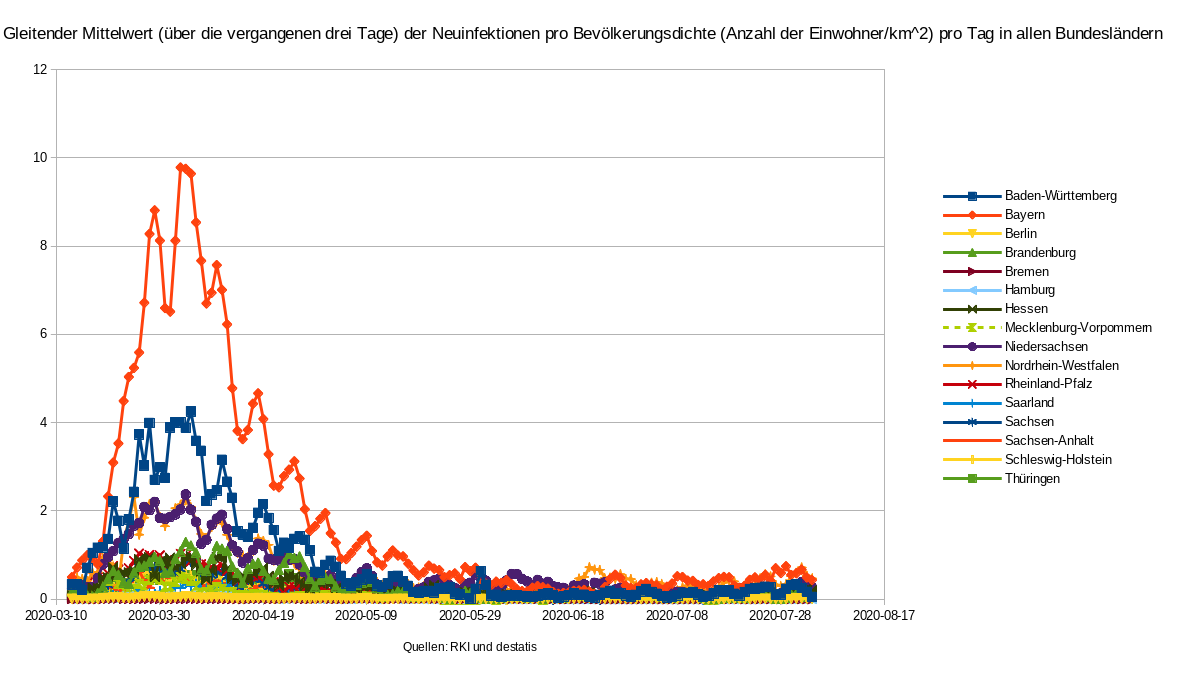 Gleitender Mittelwert (über die vergangenen drei Tage) der Neuinfektionen pro Bevölkerungsdichte (Anzahl der Einwohner/km^2) pro Tag in allen Bundesländern
12
10
8
6
4
2
0
2020-03-10 2020-03-30 2020-04-19 2020-05-09 2020-05-29 2020-06-18 2020-07-08 2020-07-28 2020-08-17
Quellen: RKI und destatis
Baden-Württemberg
Bayern
Berlin
Brandenburg
Bremen
Hamburg
Hessen
Mecklenburg-Vorpommern
Niedersachsen
Nordrhein-Westfalen
Rheinland-Pfalz
Saarland
Sachsen
Sachsen-Anhalt
Schleswig-Holstein
Thüringen